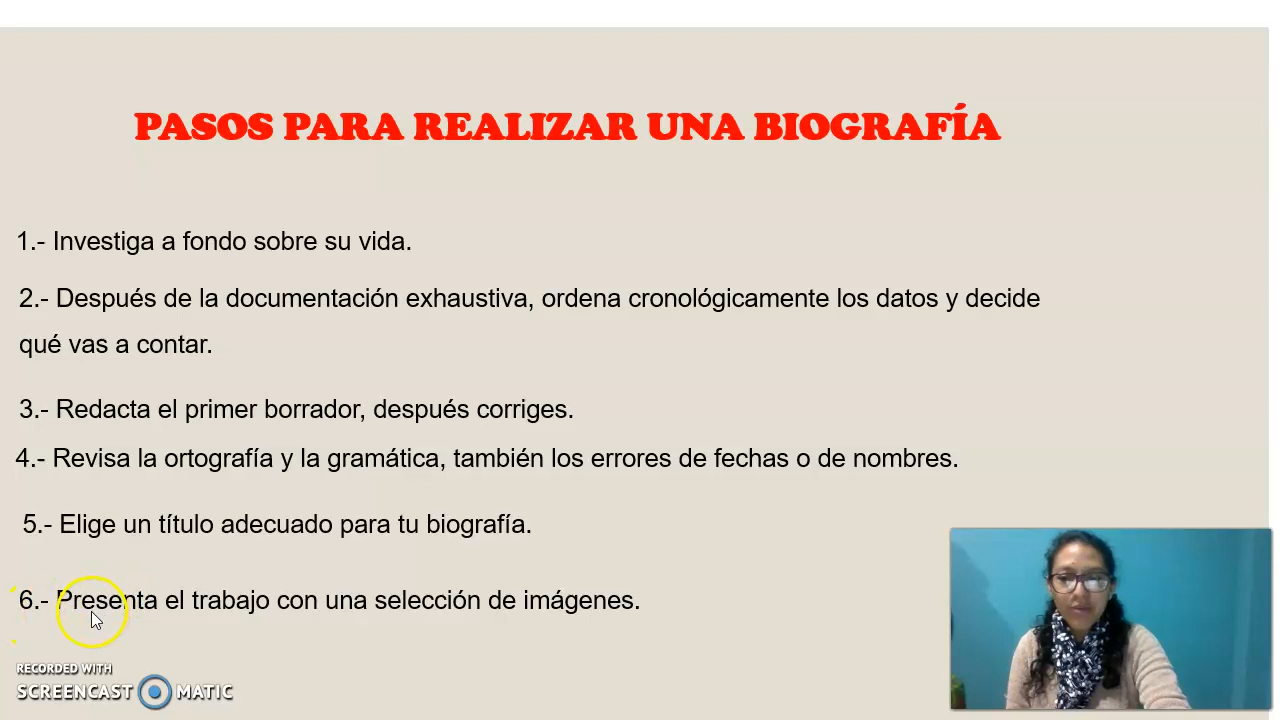 PASOS PARA REALIZAR UNA BIOGRAFÍA
1.- Investiga a fondo sobre su vida.
2.- Después de la documentación exhaustiva, ordena cronológicamente los datos y decide
qué vas a contar.
3.- Redacta el primer borrador, después corriges.
4.- Revisa la ortografía y la gramática, también los errores de fechas o de nombres.
5.- Elige un título adecuado para tu biografía.
6.- Presenta el trabajo con una selección de imágenes.
RECORDED WITH
SCREENCAST MATIC